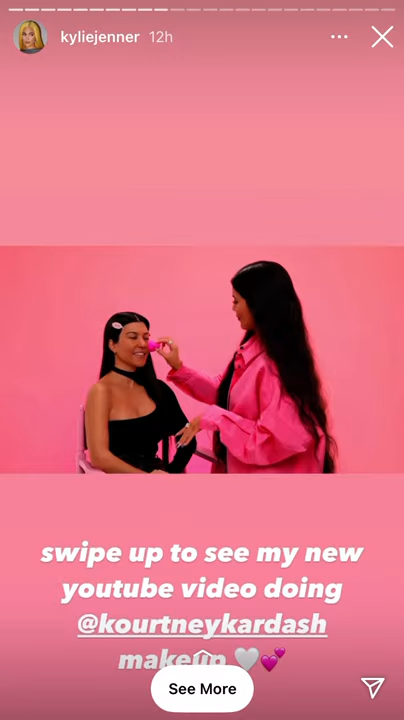 kyliejenner 12h
swipe up to see my new
youtube video doing
@kourtneykardash
makeup 🤍💕
See More